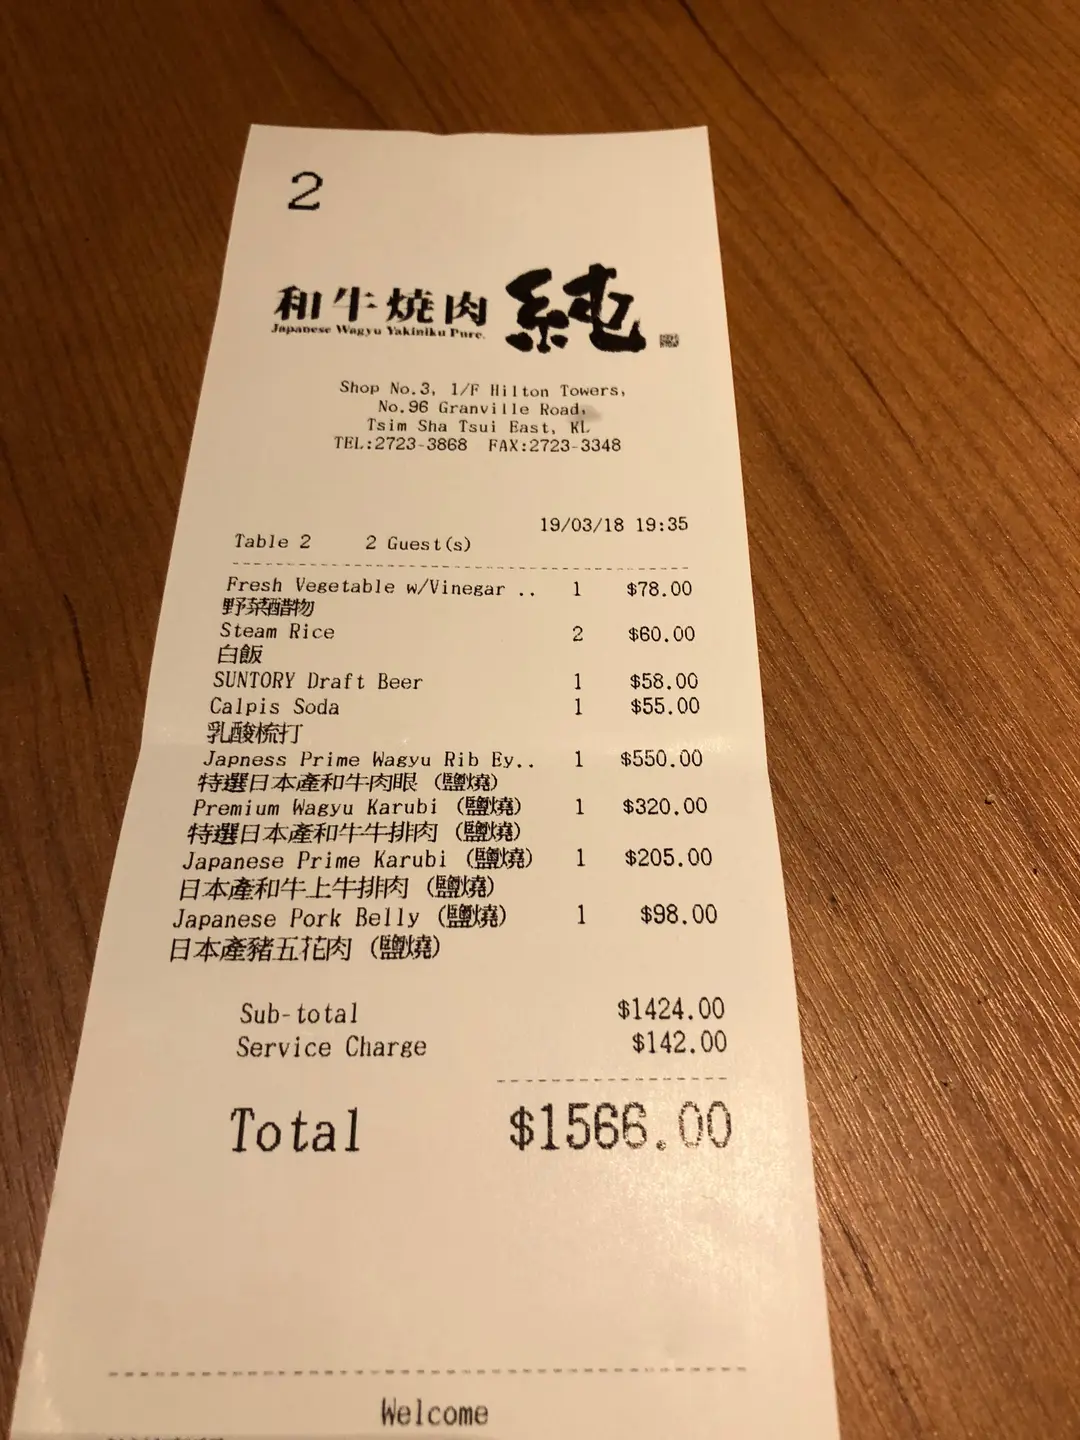 2
和牛燒肉 純
Japanese Wagyu Yakiniku Pure.
Shop No.3, 1/F Hilton Towers,
No.96 Granville Road,
Tsim Sha Tsui East, KL
TEL:2723-3868 FAX:2723-3348
19/03/18 19:35
Table 2 2 Guest(s)
Fresh Vegetable w/Vinegar .. 1 $78.00
野菜醋物
Steam Rice 2 $60.00
白飯
SUNTORY Draft Beer 1 $58.00
Calpis Soda 1 $55.00
乳酸梳打
Japness Prime Wagyu Rib Ey.. 1 $550.00
特選日本產和牛肉眼 (鹽燒)
Premium Wagyu Karubi (鹽燒) 1 $320.00
特選日本產和牛牛排肉 (鹽燒)
Japanese Prime Karubi (鹽燒) 1 $205.00
日本產和牛上牛排肉 (鹽燒)
Japanese Pork Belly (鹽燒) 1 $98.00
日本產豬五花肉 (鹽燒)
Sub-total $1424.00
Service Charge $142.00
Total $1566.00
Welcome